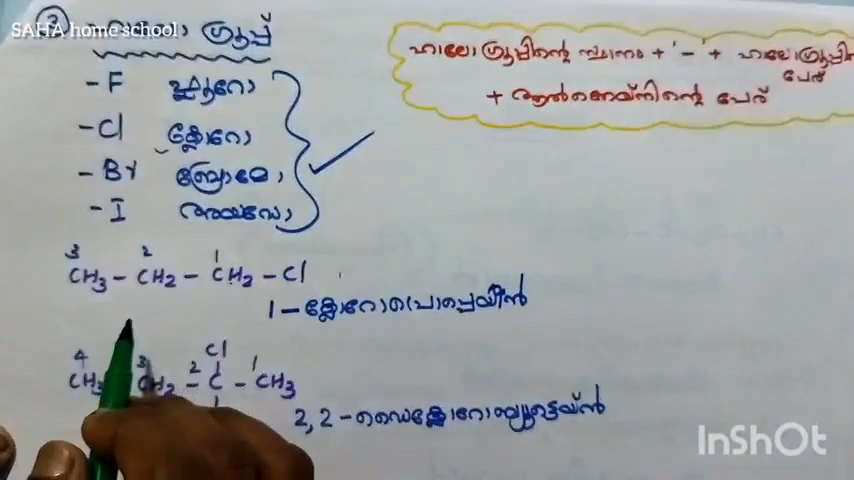 SAHA home school
② ഗ്രൂപ്പ്
ഹാലോഗ്രൂപ്പിന്റെ സ്ഥാനം + '-' +
പേര്
+ ആൽക്കെയ്നിന്റെ പേര്
-F ഫ്ലൂറോ
-Cl ക്ലോറോ
-Br ബ്രോമോ
-I അയഡോ
3 2 1
CH3 - CH2 - CH2 - Cl
1-ക്ലോറോപ്രൊപ്പെയ്ൻ
Cl
4 3 2 1
CH3 CH2 - C - CH3
2,2-ഡൈക്ലോറോബ്യൂട്ടെയ്ൻ
InShot